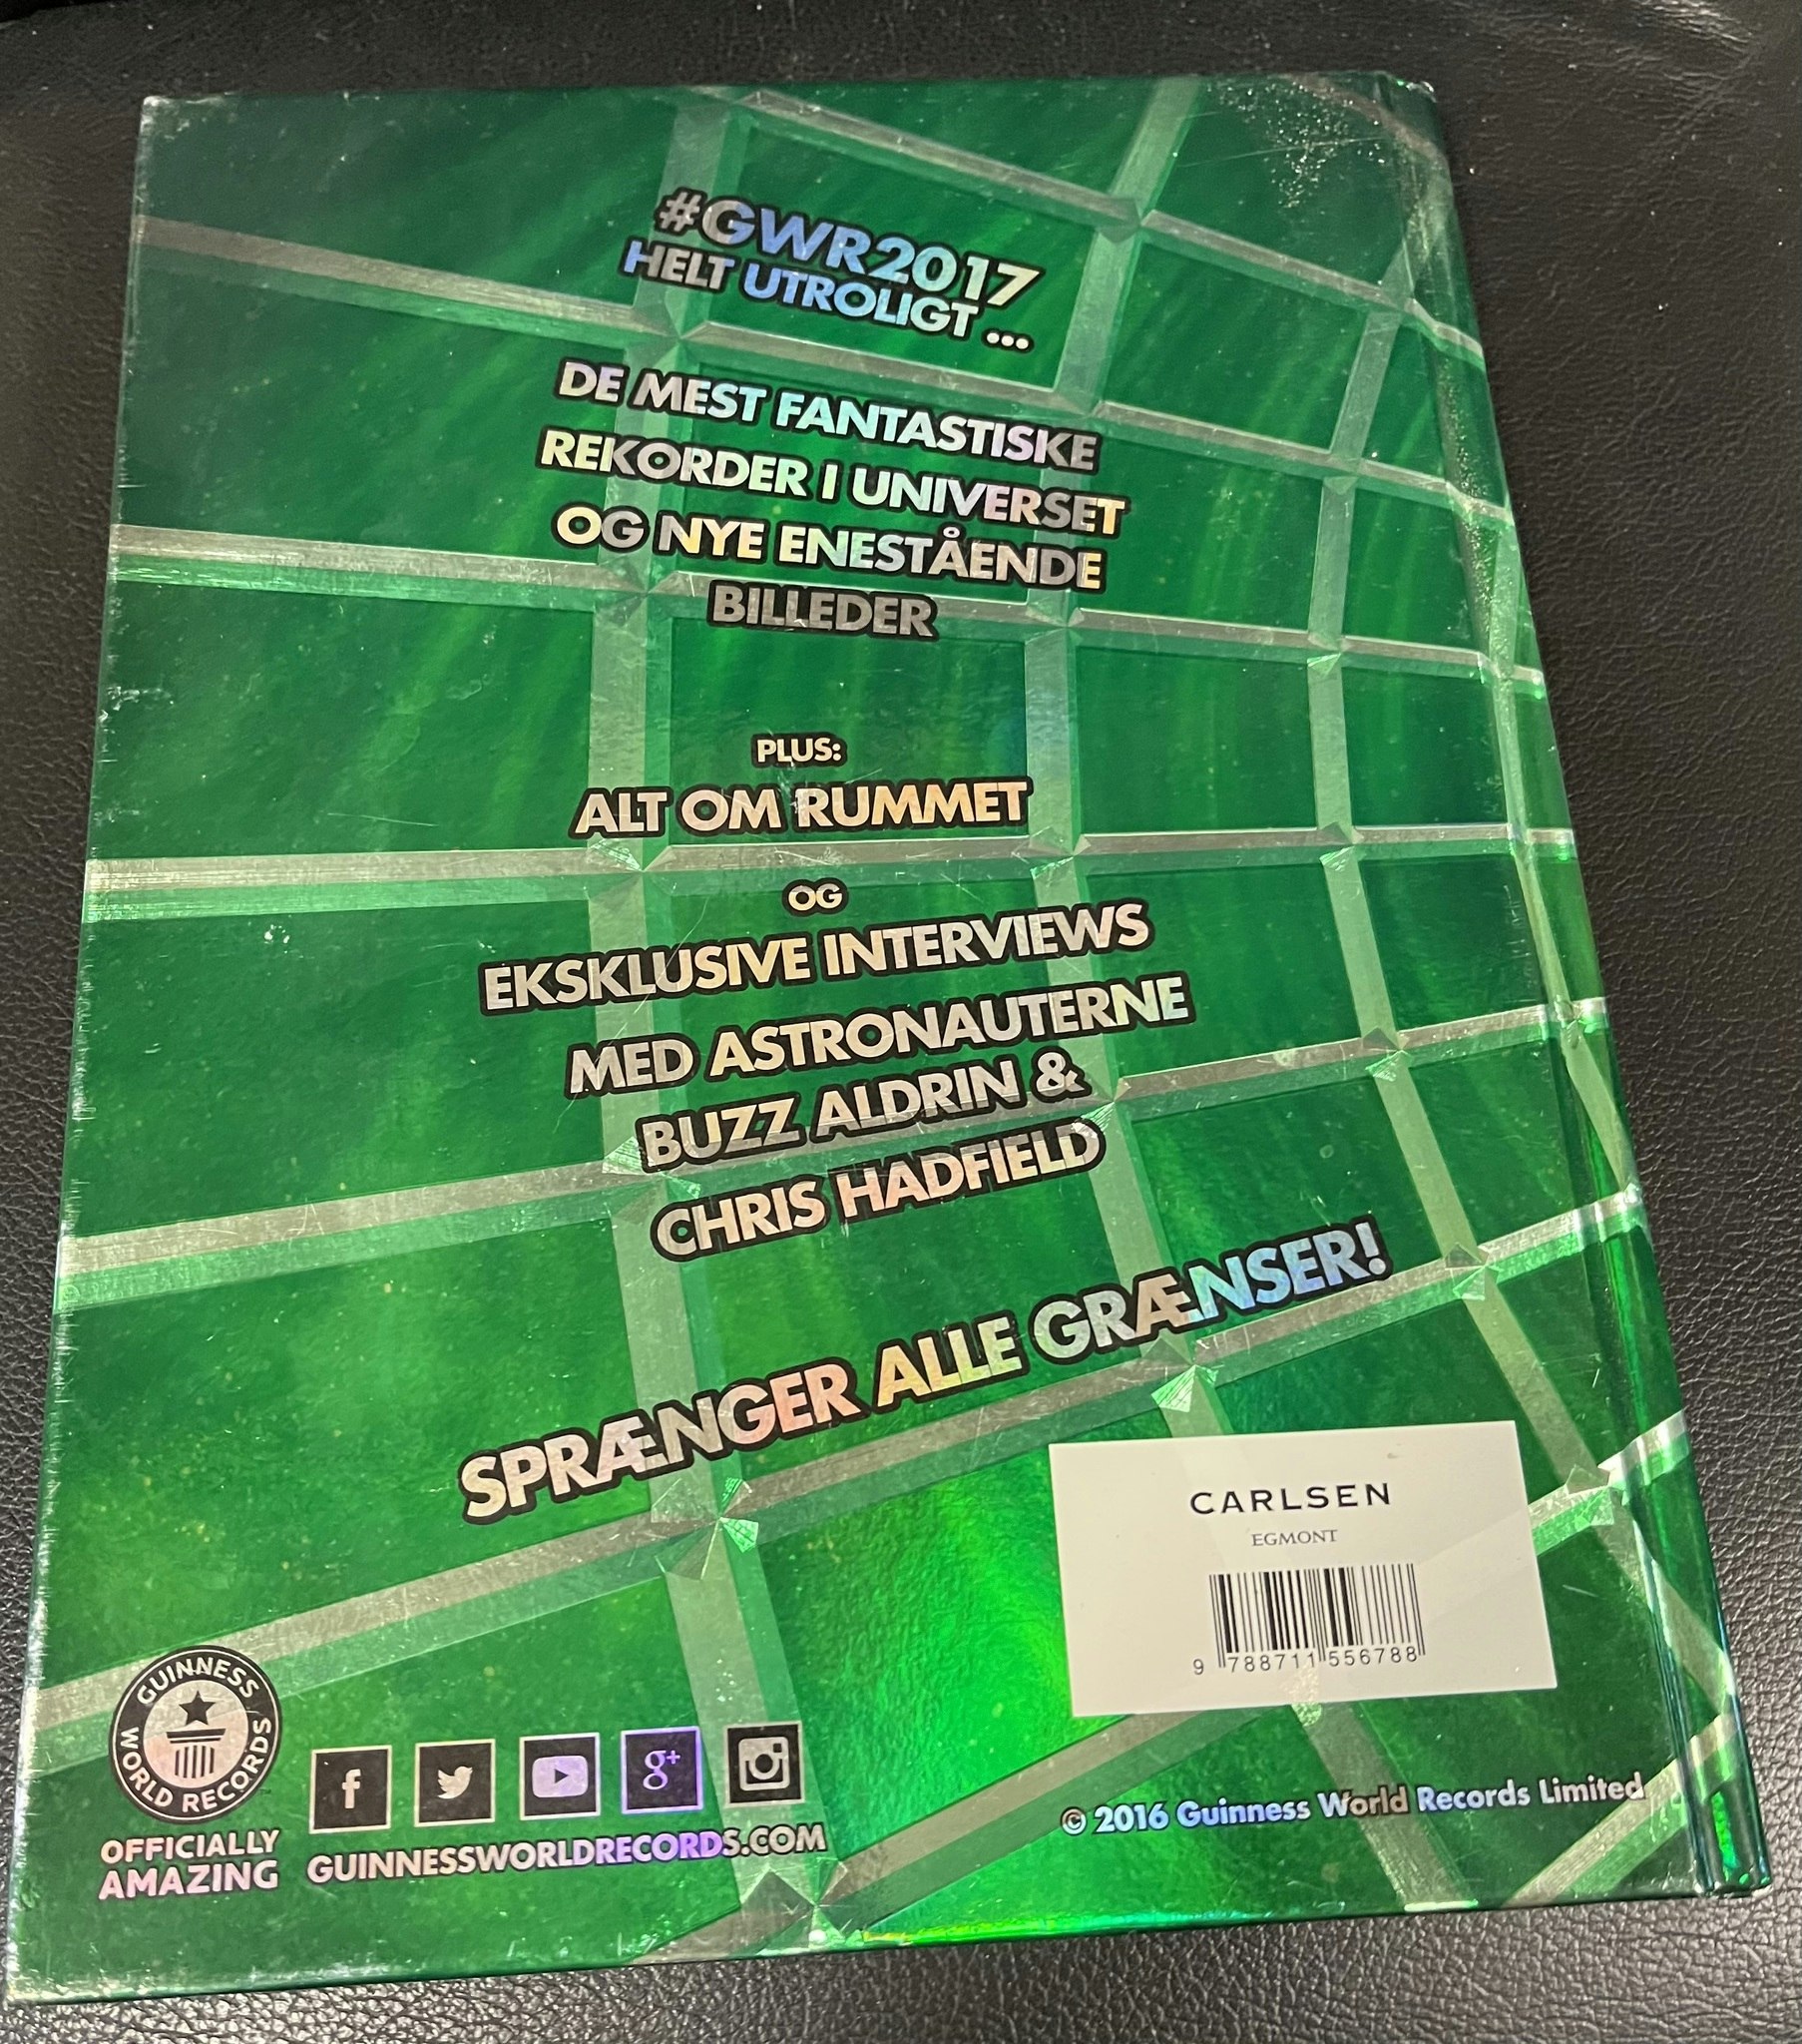 #GWR2017
HELT UTROLIGT ...
DE MEST FANTASTISKE
REKORDER I UNIVERSET
OG NYE ENESTÅENDE
BILLEDER
PLUS:
ALT OM RUMMET
OG
EKSKLUSIVE INTERVIEWS
MED ASTRONAUTERNE
BUZZ ALDRIN &
CHRIS HADFIELD
SPRÆNGER ALLE GRÆNSER!
CARLSEN
EGMONT
9 788711 556788
GUINNESS
WORLD RECORDS
OFFICIALLY
AMAZING
f
g+
GUINNESSWORLDRECORDS.COM
© 2016 Guinness World Records Limited